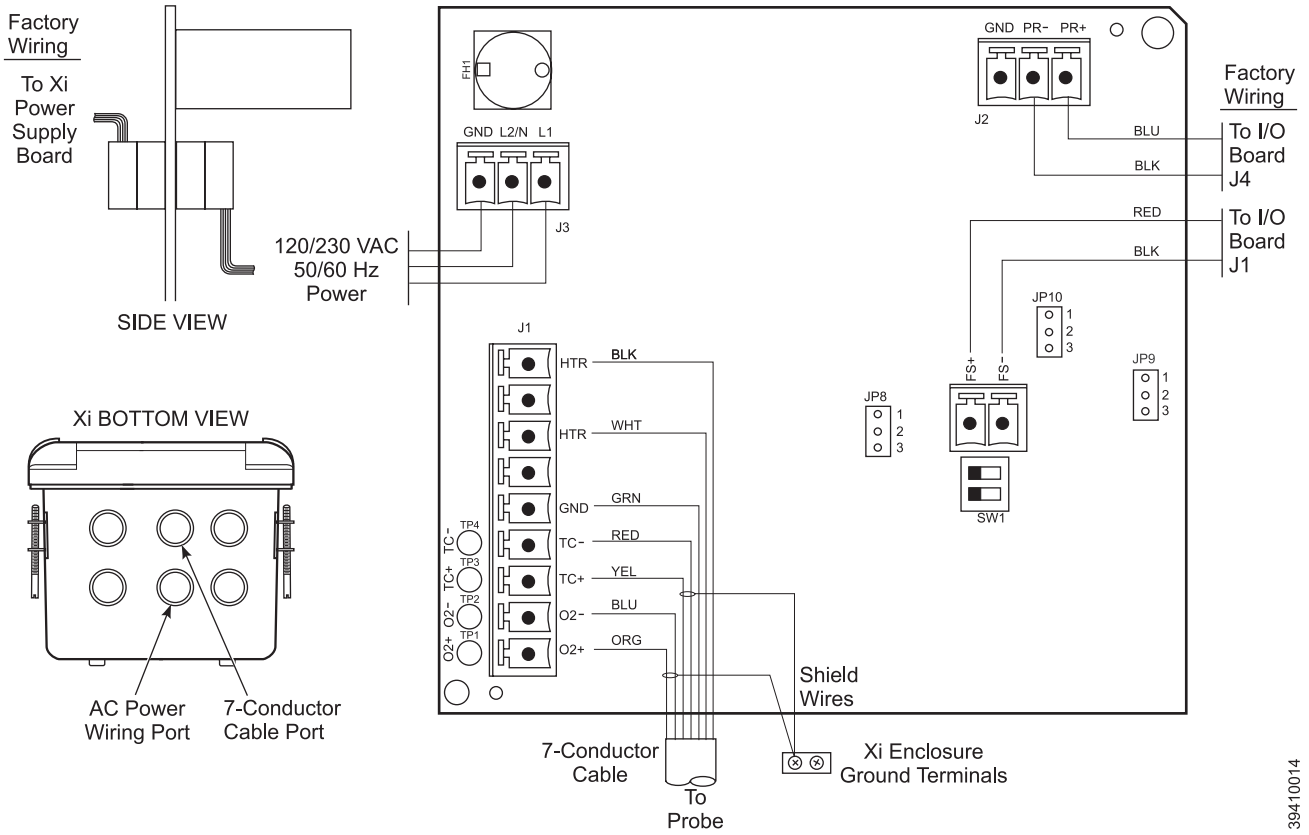 Factory
Wiring
To Xi
Power
Supply
Board
SIDE VIEW
FH1
GND L2/N L1
J3
120/230 VAC
50/60 Hz
Power
GND PR- PR+
J2
BLU
BLK
Factory
Wiring
To I/O
Board
J4
RED
BLK
To I/O
Board
J1
JP10
1
2
3
JP9
1
2
3
JP8
1
2
3
FS+
FS-
SW1
J1
HTR BLK
HTR WHT
GND GRN
TC- RED
TC+ YEL
O2- BLU
O2+ ORG
TC- TP4
TC+ TP3
O2- TP2
O2+ TP1
Xi BOTTOM VIEW
AC Power
Wiring Port
7-Conductor
Cable Port
Shield
Wires
7-Conductor
Cable
To
Probe
Xi Enclosure
Ground Terminals
39410014